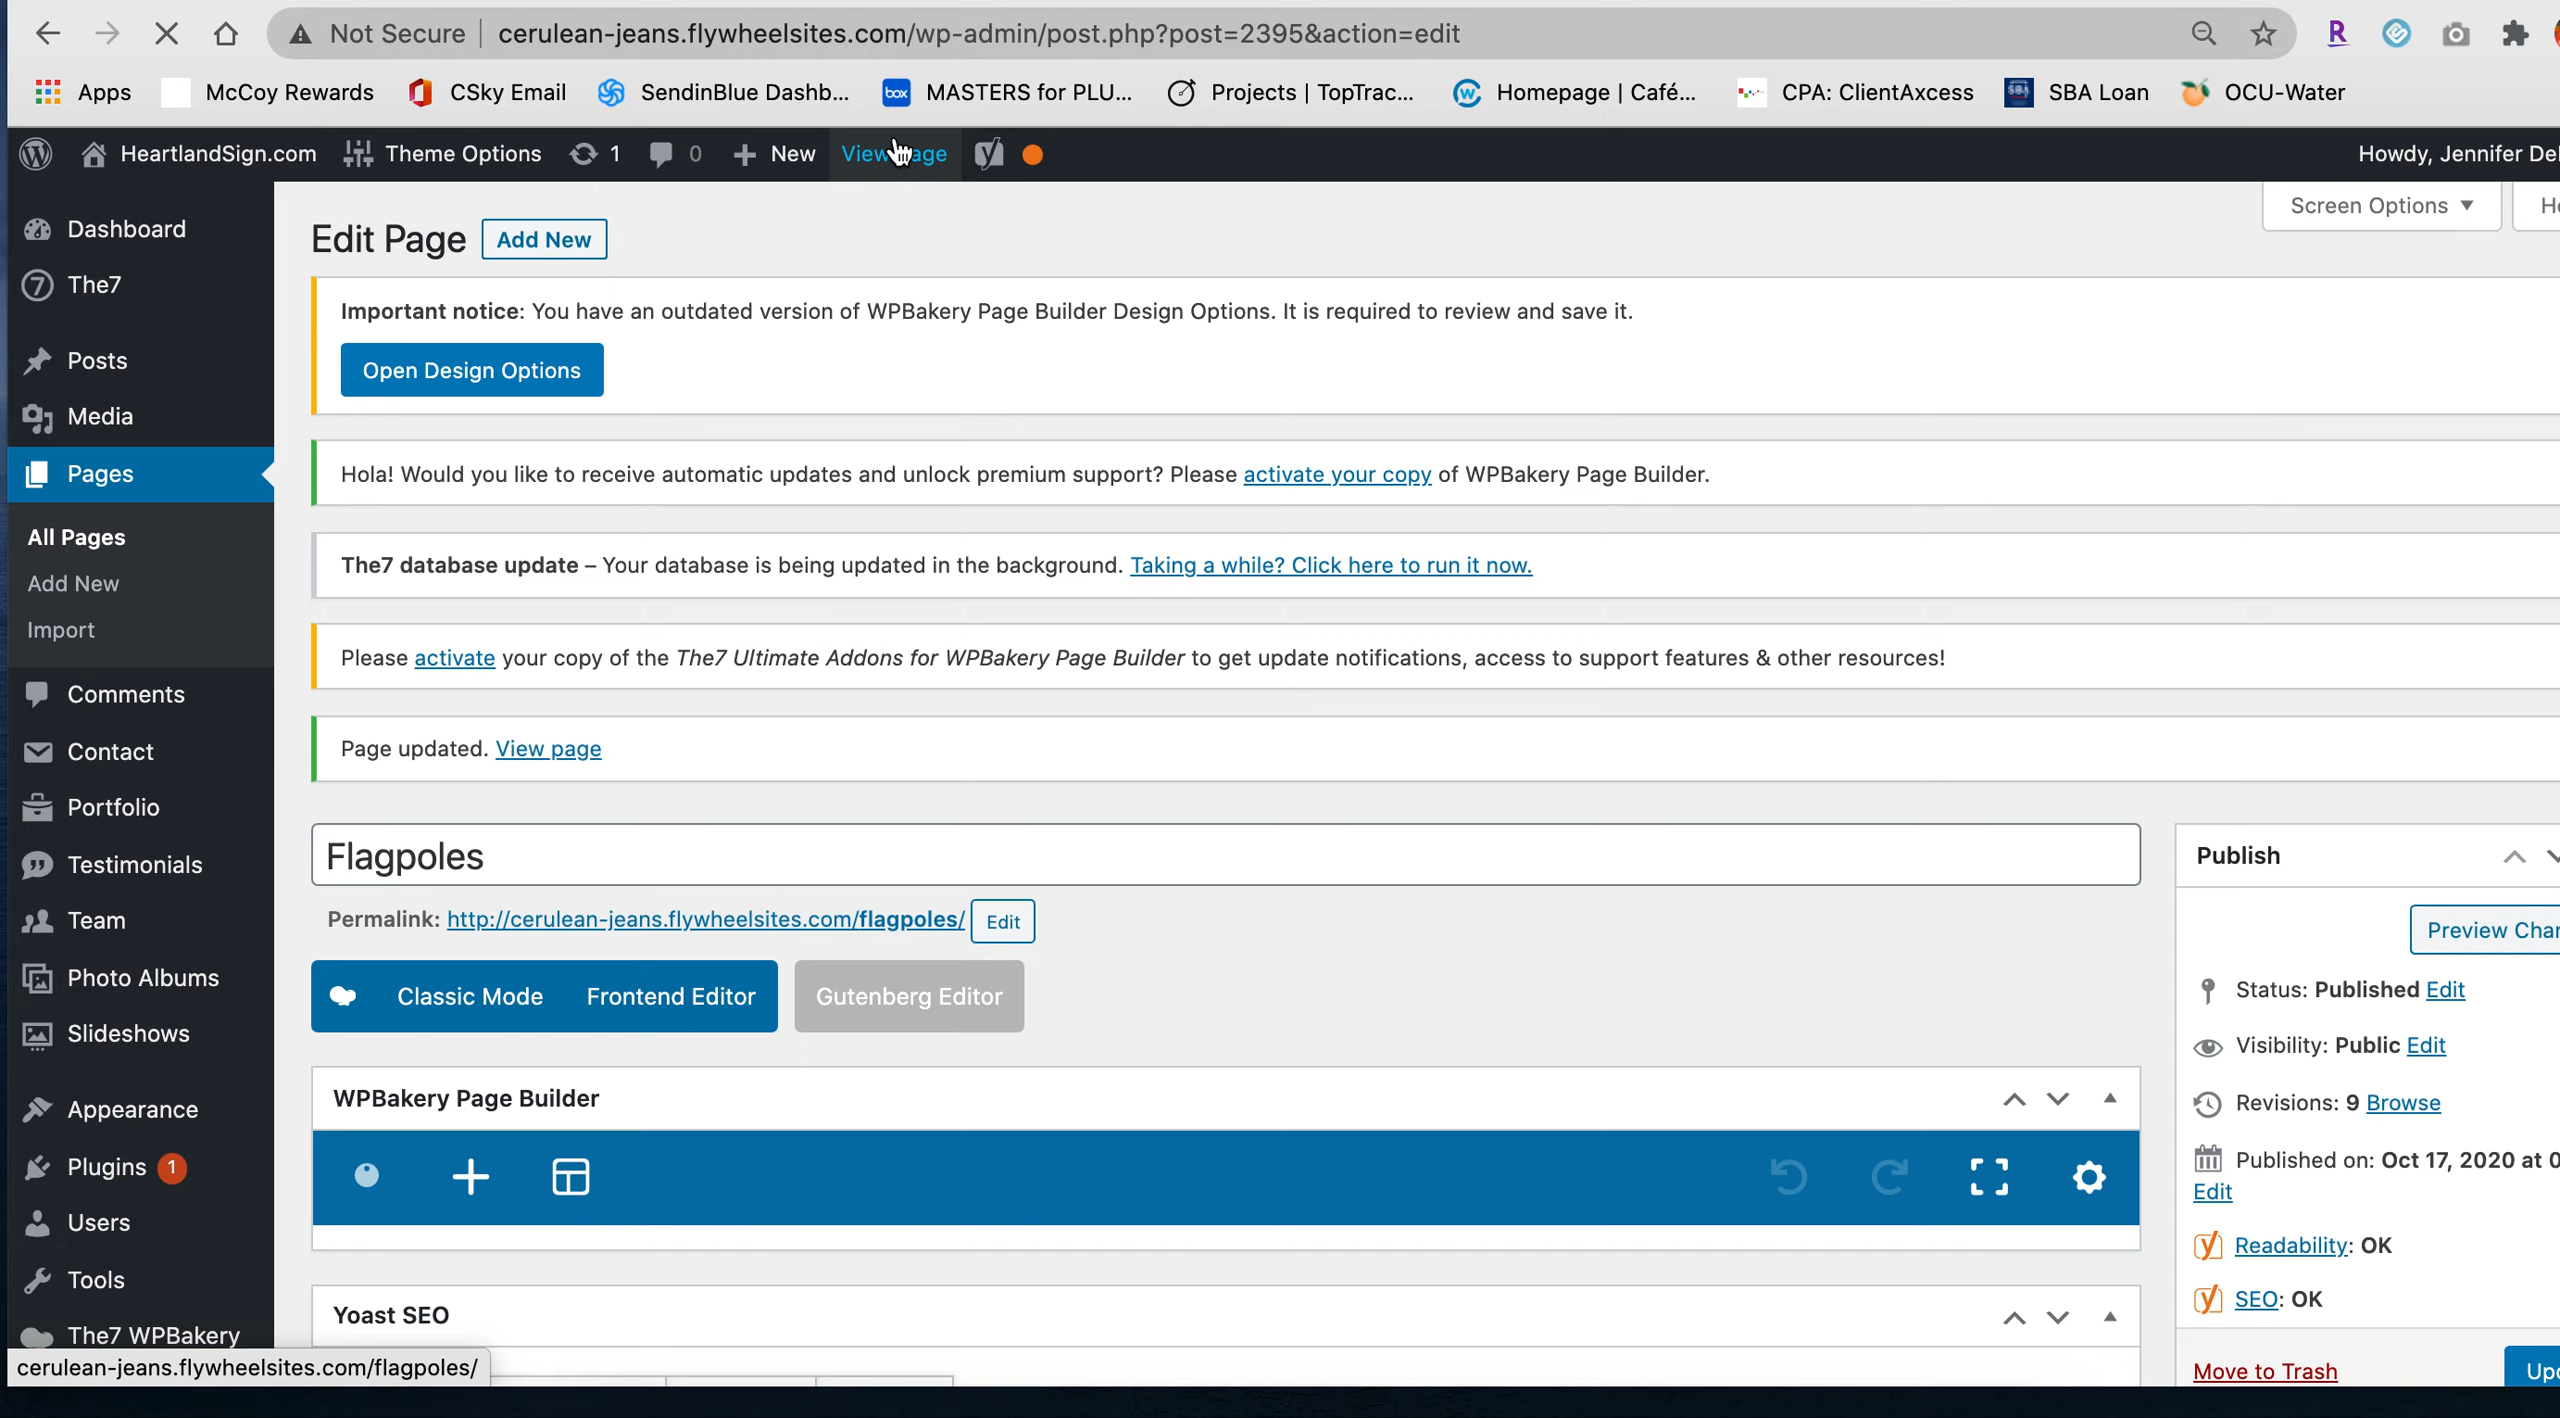 Not Secure cerulean-jeans.flywheelsites.com/wp-admin/post.php?post=2395&action=edit
Apps McCoy Rewards CSky Email SendinBlue Dashb... box MASTERS for PLU... Projects | TopTrac... Homepage | Café... CPA: ClientAxcess SBA Loan OCU-Water
HeartlandSign.com Theme Options 1 0 New View Page Howdy, Jennifer
Screen Options
Dashboard
The7
Posts
Media
Pages
All Pages
Add New
Import
Comments
Contact
Portfolio
Testimonials
Team
Photo Albums
Slideshows
Appearance
Plugins 1
Users
Tools
The7 WPBakery
cerulean-jeans.flywheelsites.com/flagpoles/
Edit Page Add New
Important notice: You have an outdated version of WPBakery Page Builder Design Options. It is required to review and save it.
Open Design Options
Hola! Would you like to receive automatic updates and unlock premium support? Please activate your copy of WPBakery Page Builder.
The7 database update – Your database is being updated in the background. Taking a while? Click here to run it now.
Please activate your copy of the The7 Ultimate Addons for WPBakery Page Builder to get update notifications, access to support features & other resources!
Page updated. View page
Flagpoles
Permalink: http://cerulean-jeans.flywheelsites.com/flagpoles/ Edit
Classic Mode Frontend Editor Gutenberg Editor
WPBakery Page Builder
Yoast SEO
Publish
Preview
Status: Published Edit
Visibility: Public Edit
Revisions: 9 Browse
Published on: Oct 17, 2020 at
Edit
Readability: OK
SEO: OK
Move to Trash